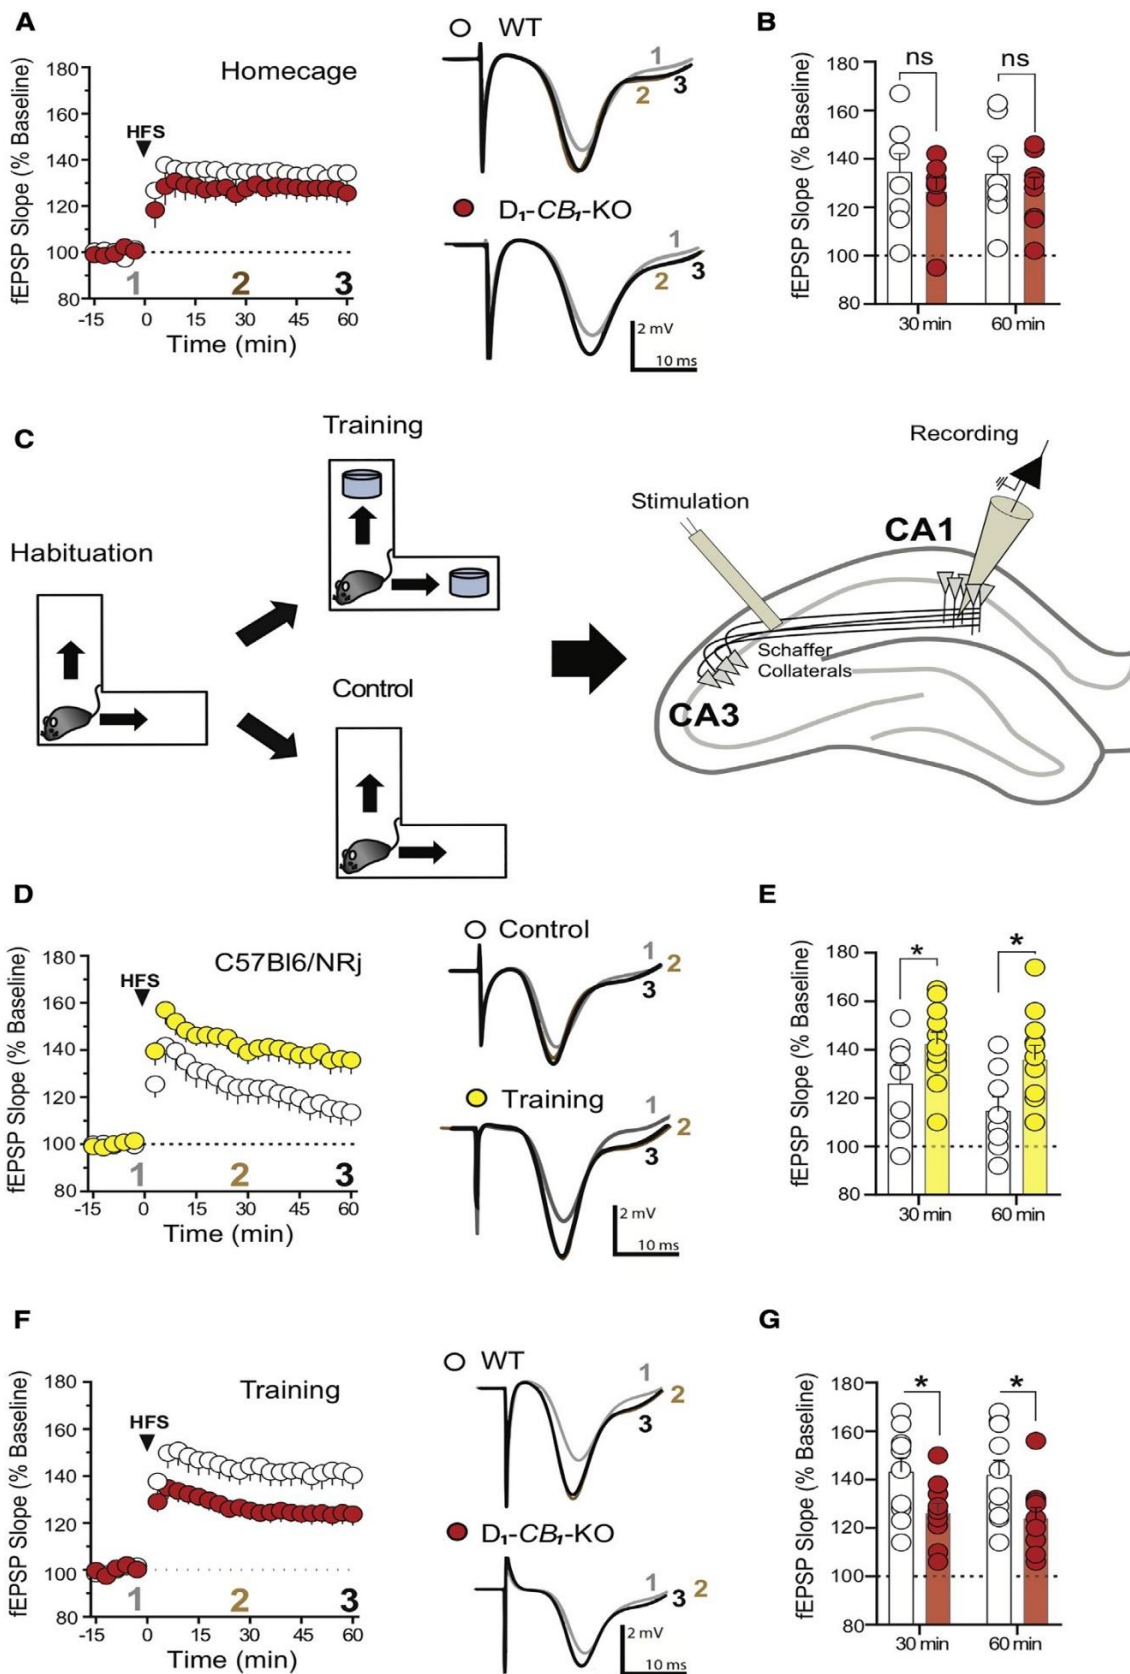 A
Homecage
HFS
fEPSP Slope (% Baseline)
180
160
140
120
100
80
1
2
3
-15
0
15
30
45
60
Time (min)
WT
1
2
3
D₁-CB₁-KO
1
2
3
2 mV
10 ms
B
fEPSP Slope (% Baseline)
180
160
140
120
100
80
ns
ns
30 min
60 min
C
Habituation
Training
Control
Stimulation
Recording
CA1
Schaffer
Collaterals
CA3
D
C57Bl6/NRj
HFS
fEPSP Slope (% Baseline)
180
160
140
120
100
80
1
2
3
-15
0
15
30
45
60
Time (min)
Control
1
2
3
Training
1
2
3
2 mV
10 ms
E
fEPSP Slope (% Baseline)
180
160
140
120
100
80
*
*
30 min
60 min
F
Training
HFS
fEPSP Slope (% Baseline)
180
160
140
120
100
80
1
2
3
-15
0
15
30
45
60
Time (min)
WT
1
2
3
D₁-CB₁-KO
1
2
3
2 mV
10 ms
G
fEPSP Slope (% Baseline)
180
160
140
120
100
80
*
*
30 min
60 min